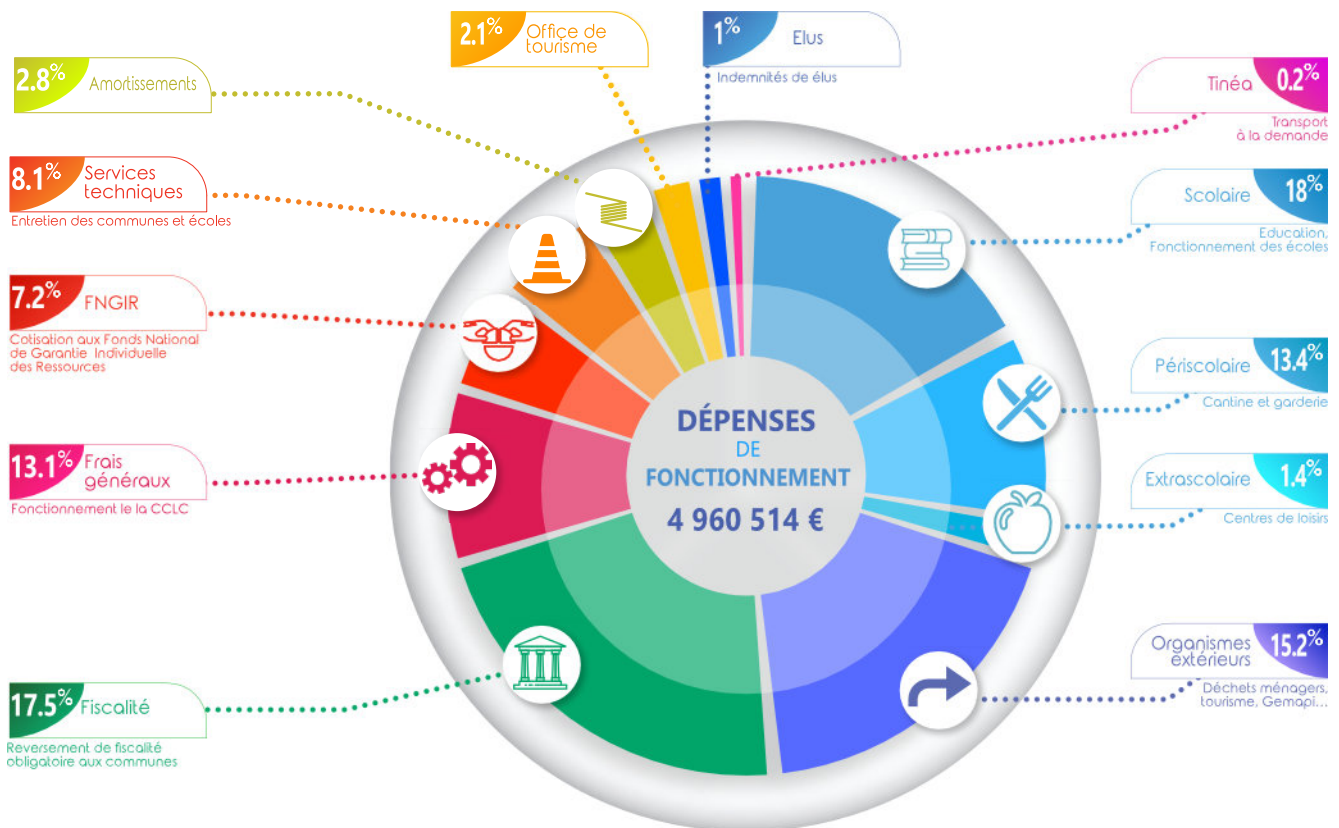 2.1%
Office de
tourisme
1%
Elus
Indemnités de élus
2.8%
Amortissements
Tinéa
0.2%
Transport
à la demande
8.1%
Services
techniques
Entretien des communes et écoles
Scolaire
18%
Education,
Fonctionnement des écoles
7.2%
FNGIR
Cotisation aux Fonds National
de Garantie Individuelle
des Ressources
Périscolaire
13.4%
Cantine et garderie
DÉPENSES
DE
FONCTIONNEMENT
4 960 514 €
13.1%
Frais
généraux
Fonctionnement le la CCLC
Extrascolaire
1.4%
Centres de loisirs
Organismes
extérieurs
15.2%
Déchets ménagers,
tourisme, Gemapi...
17.5%
Fiscalité
Reversement de fiscalité
obligatoire aux communes